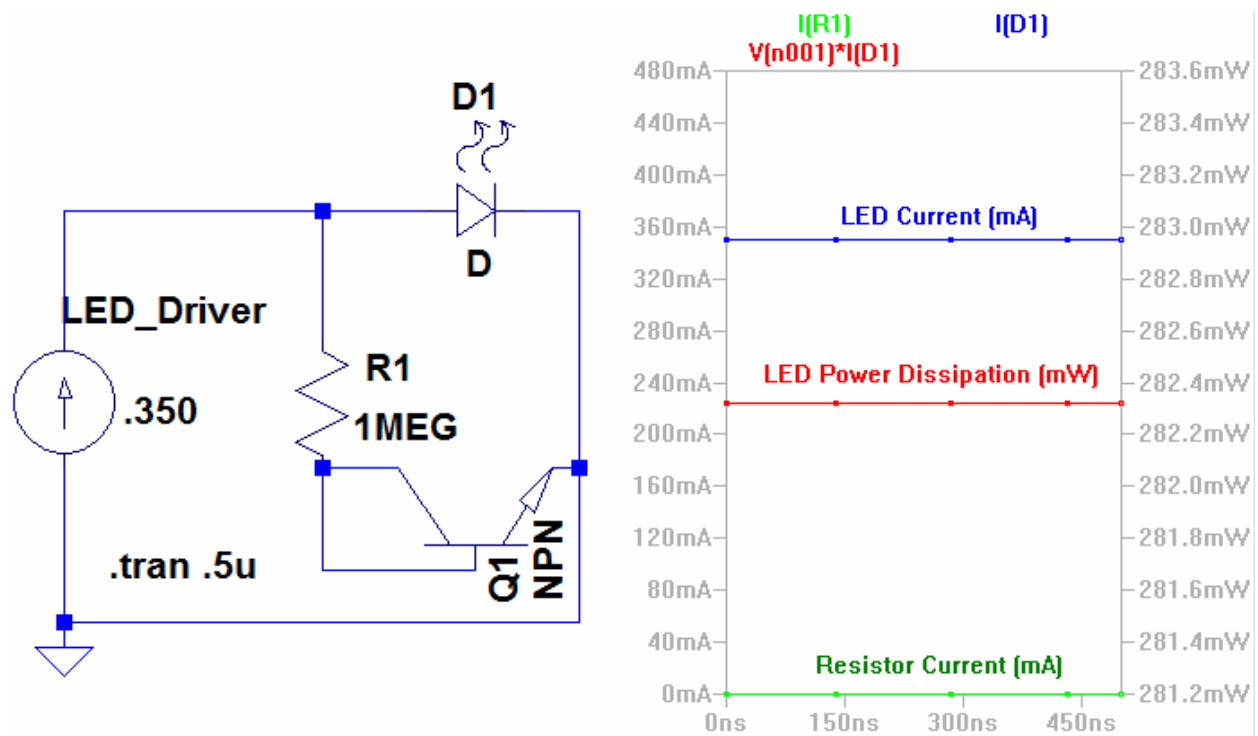 D1
D
LED_Driver
.350
R1
1MEG
Q1
NPN
.tran .5u
I(R1) I(D1)
V(n001)*I(D1)
480mA 283.6mW
440mA 283.4mW
400mA 283.2mW
360mA 283.0mW
LED Current (mA)
320mA 282.8mW
280mA 282.6mW
240mA 282.4mW
LED Power Dissipation (mW)
200mA 282.2mW
160mA 282.0mW
120mA 281.8mW
80mA 281.6mW
40mA 281.4mW
Resistor Current (mA)
0mA 281.2mW
0ns 150ns 300ns 450ns